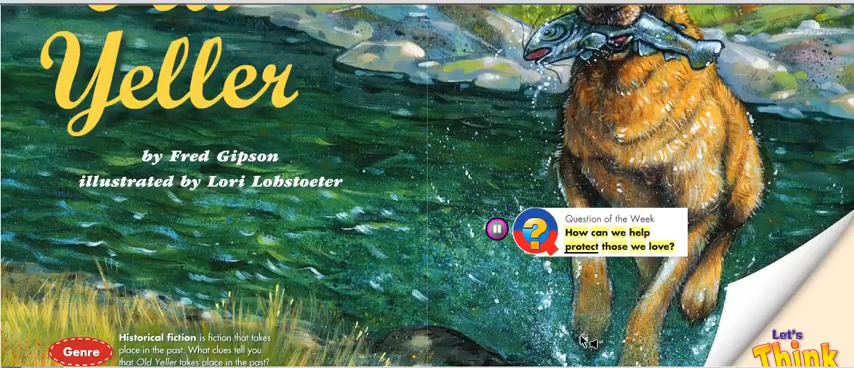 Yeller
by Fred Gipson
illustrated by Lori Lohstoeter
Question of the Week
How can we help
protect those we love?
Genre
Historical fiction is fiction that takes
place in the past. What clues tell you
that Old Yeller takes place in the past?
Let's
Think